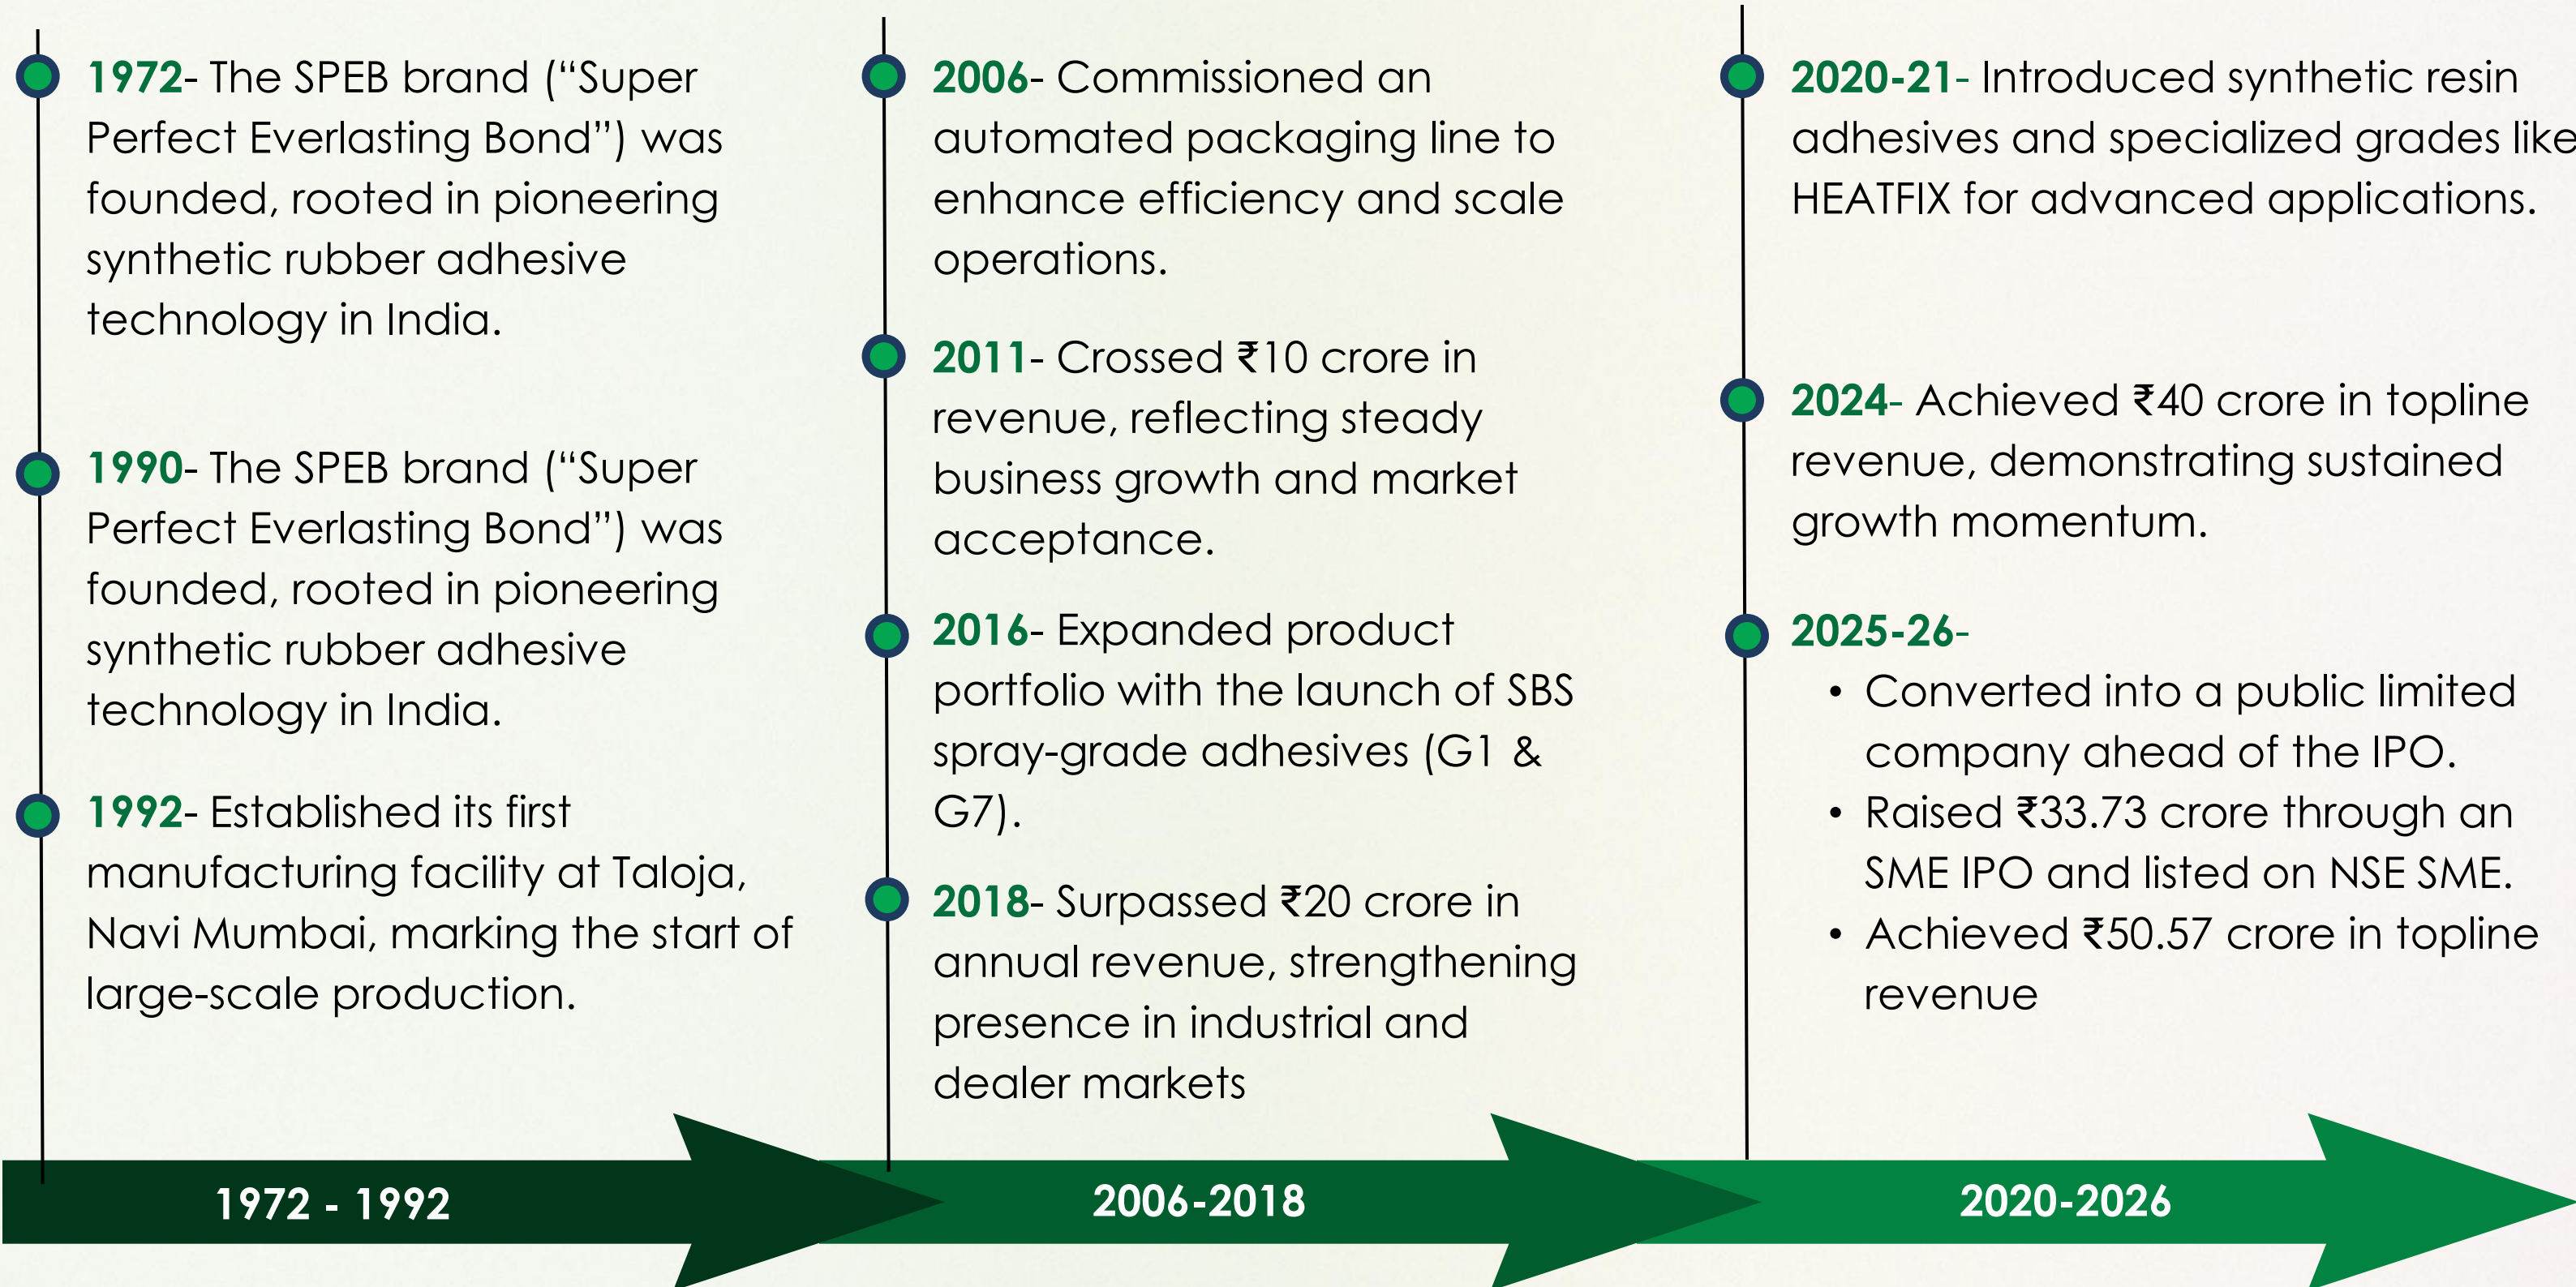 1972- The SPEB brand (“Super
Perfect Everlasting Bond”) was
founded, rooted in pioneering
synthetic rubber adhesive
technology in India.
1990- The SPEB brand (“Super
Perfect Everlasting Bond”) was
founded, rooted in pioneering
synthetic rubber adhesive
technology in India.
1992- Established its first
manufacturing facility at Taloja,
Navi Mumbai, marking the start of
large-scale production.
2006- Commissioned an
automated packaging line to
enhance efficiency and scale
operations.
2011- Crossed ₹10 crore in
revenue, reflecting steady
business growth and market
acceptance.
2016- Expanded product
portfolio with the launch of SBS
spray-grade adhesives (G1 &
G7).
2018- Surpassed ₹20 crore in
annual revenue, strengthening
presence in industrial and
dealer markets
2020-21- Introduced synthetic resin
adhesives and specialized grades like
HEATFIX for advanced applications.
2024- Achieved ₹40 crore in topline
revenue, demonstrating sustained
growth momentum.
2025-26-
• Converted into a public limited
company ahead of the IPO.
• Raised ₹33.73 crore through an
SME IPO and listed on NSE SME.
• Achieved ₹50.57 crore in topline
revenue
1972 - 1992
2006-2018
2020-2026